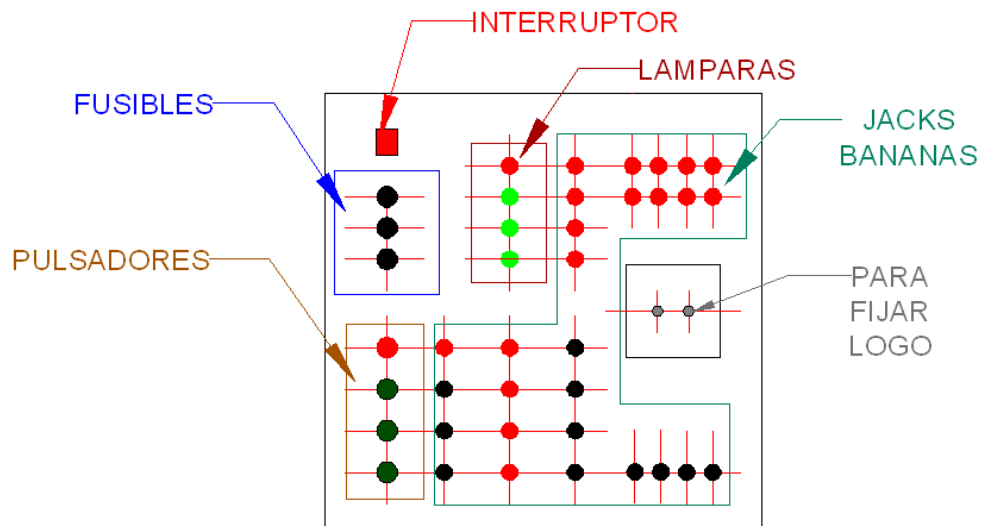 INTERRUPTOR
LAMPARAS
FUSIBLES
JACKS
BANANAS
PULSADORES
PARA
FIJAR
LOGO